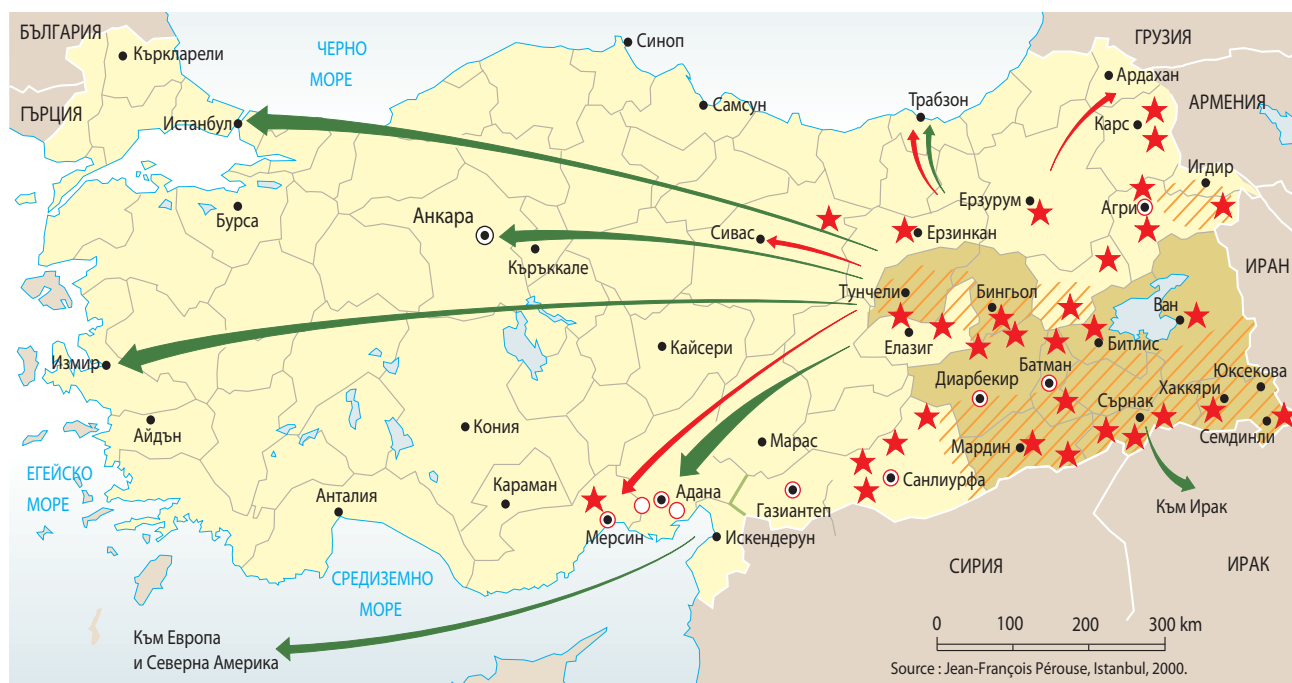 БЪЛГАРИЯ
Къркларели
ЧЕРНО
МОРЕ
Синоп
ГРУЗИЯ
Ардахан
ГЪРЦИЯ
Истанбул
Самсун
Трабзон
АРМЕНИЯ
Карс
Игдир
Бурса
Анкара
Ерзурум
Агри
Сивас
Ерзинкан
Къръккале
ИРАН
Тунчели
Бингьол
Ван
Измир
Кайсери
Елазиг
Битлис
Батман
Юксекова
Диарбекир
Хаккяри
Айдън
Кония
Марас
Сърнак
Мардин
Семдинли
ЕГЕЙСКО
МОРЕ
Анталия
Караман
Адана
Санлиурфа
Газиантеп
Към Ирак
Мерсин
Искендерун
СРЕДИЗЕМНО
МОРЕ
СИРИЯ
ИРАК
Към Европа
и Северна Америка
0 100 200 300 km
Source : Jean-François Pérouse, Istanbul, 2000.